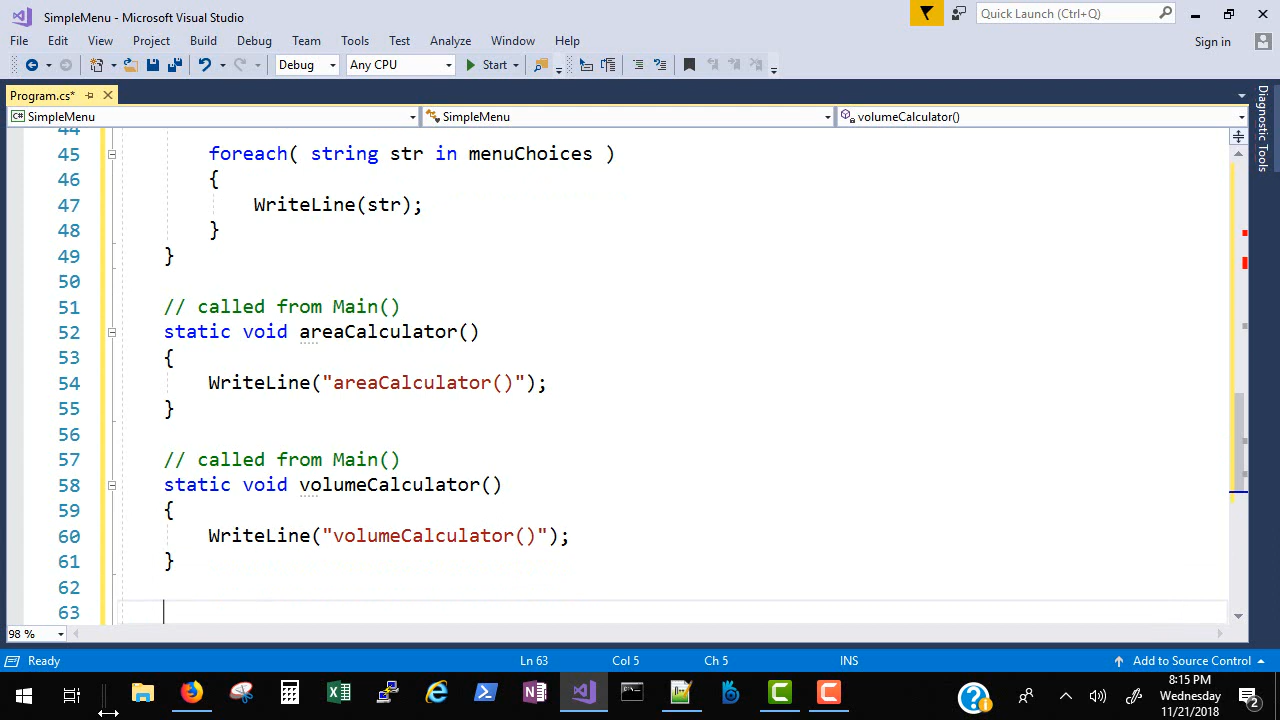 SimpleMenu - Microsoft Visual Studio
Quick Launch (Ctrl+Q)
File Edit View Project Build Debug Team Tools Test Analyze Window Help
Sign in
Debug Any CPU Start
Program.cs*
C# SimpleMenu SimpleMenu volumeCalculator()
Diagnostic Tools
44
45 foreach( string str in menuChoices )
46 {
47 WriteLine(str);
48 }
49 }
50
51 // called from Main()
52 static void areaCalculator()
53 {
54 WriteLine("areaCalculator()");
55 }
56
57 // called from Main()
58 static void volumeCalculator()
59 {
60 WriteLine("volumeCalculator()");
61 }
62
63
98 %
Ready Ln 63 Col 5 Ch 5 INS Add to Source Control
8:15 PM
Wednesday
11/21/2018
2